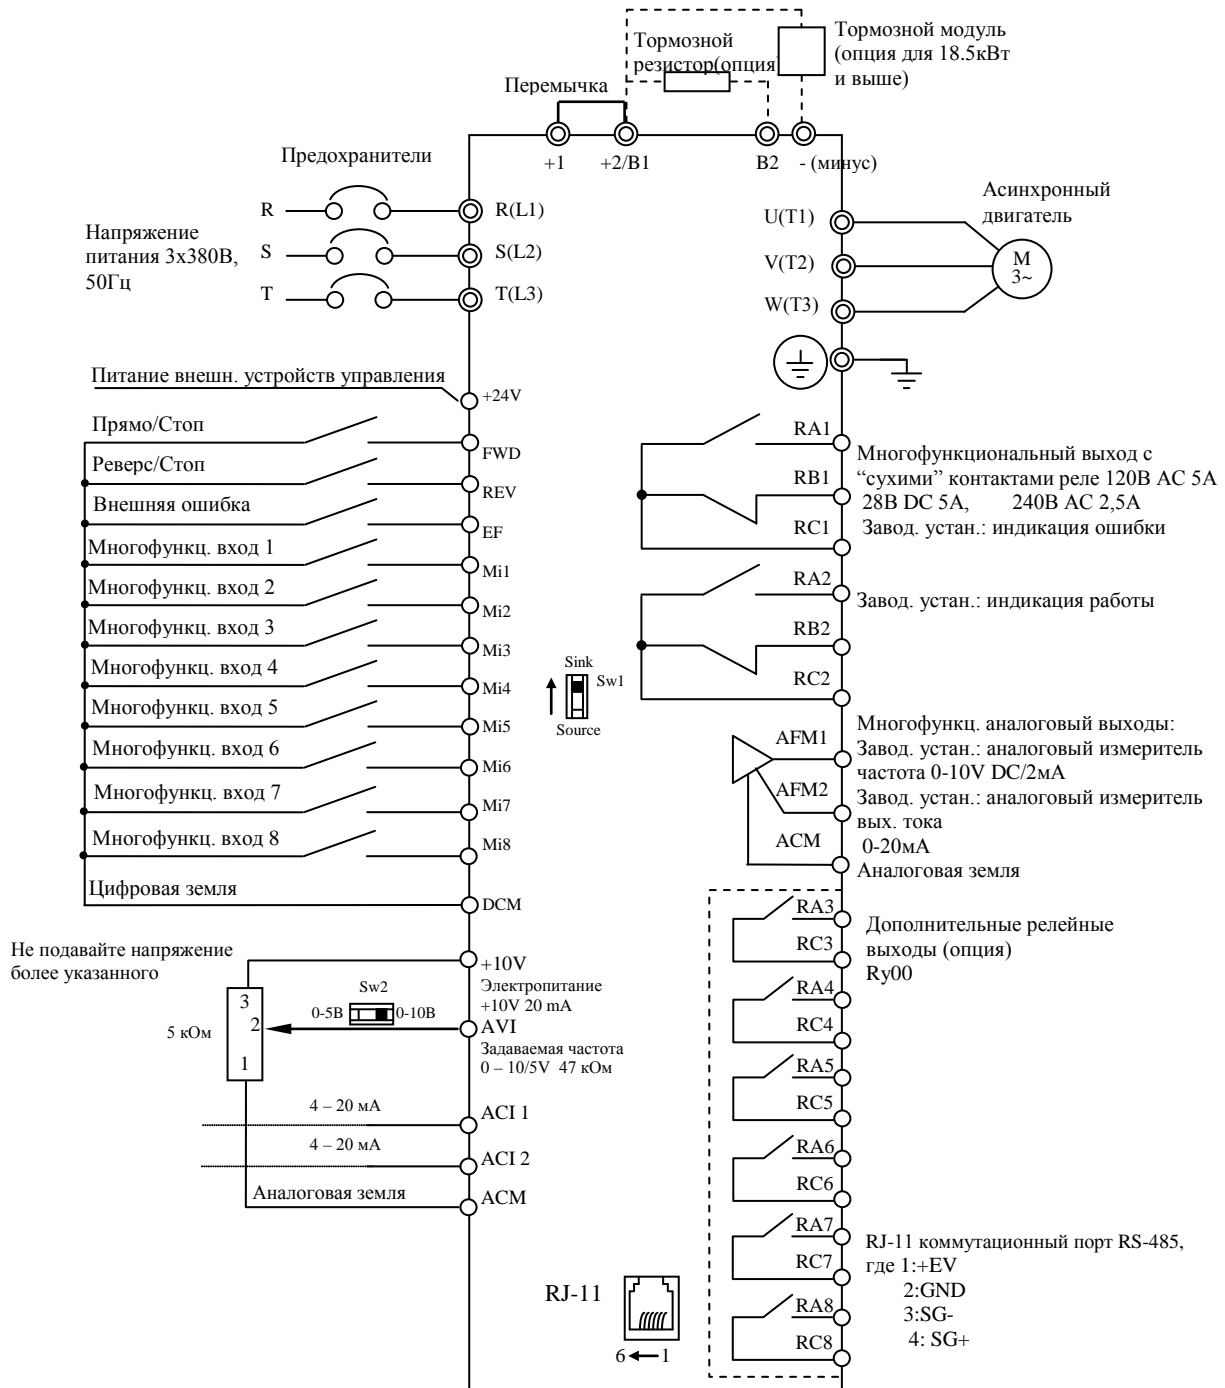 Тормозной
резистор(опция
Тормозной модуль
(опция для 18.5кВт
и выше)
Перемычка
+1
+2/B1
B2
- (минус)
Предохранители
Напряжение
питания 3х380В,
50Гц
R
R(L1)
S
S(L2)
T
T(L3)
U(T1)
V(T2)
W(T3)
Асинхронный
двигатель
M
3~
Питание внешн. устройств управления
+24V
Прямо/Стоп
FWD
Реверс/Стоп
REV
Внешняя ошибка
EF
Многофункц. вход 1
Mi1
Многофункц. вход 2
Mi2
Многофункц. вход 3
Mi3
Многофункц. вход 4
Mi4
Многофункц. вход 5
Mi5
Многофункц. вход 6
Mi6
Многофункц. вход 7
Mi7
Многофункц. вход 8
Mi8
Цифровая земля
DCM
Sink
Sw1
Source
RA1
RB1
RC1
Многофункциональный выход с
“сухими” контактами реле 120В АС 5А
28В DC 5А, 240В АС 2,5А
Завод. устан.: индикация ошибки
RA2
RB2
RC2
Завод. устан.: индикация работы
AFM1
AFM2
ACM
Многофункц. аналоговый выходы:
Завод. устан.: аналоговый измеритель
частота 0-10V DC/2мА
Завод. устан.: аналоговый измеритель
вых. тока
0-20мА
Аналоговая земля
Не подавайте напряжение
более указанного
+10V
Электропитание
+10V 20 mA
Sw2
0-5В
0-10В
5 кОм
3
2
1
AVI
Задаваемая частота
0 – 10/5V 47 кОм
4 – 20 мА
ACI 1
4 – 20 мА
ACI 2
Аналоговая земля
ACM
RA3
RC3
RA4
RC4
RA5
RC5
RA6
RC6
RA7
RC7
RA8
RC8
Дополнительные релейные
выходы (опция)
Ry00
RJ-11
6
1
RJ-11 коммутационный порт RS-485,
где 1:+EV
2:GND
3:SG-
4: SG+